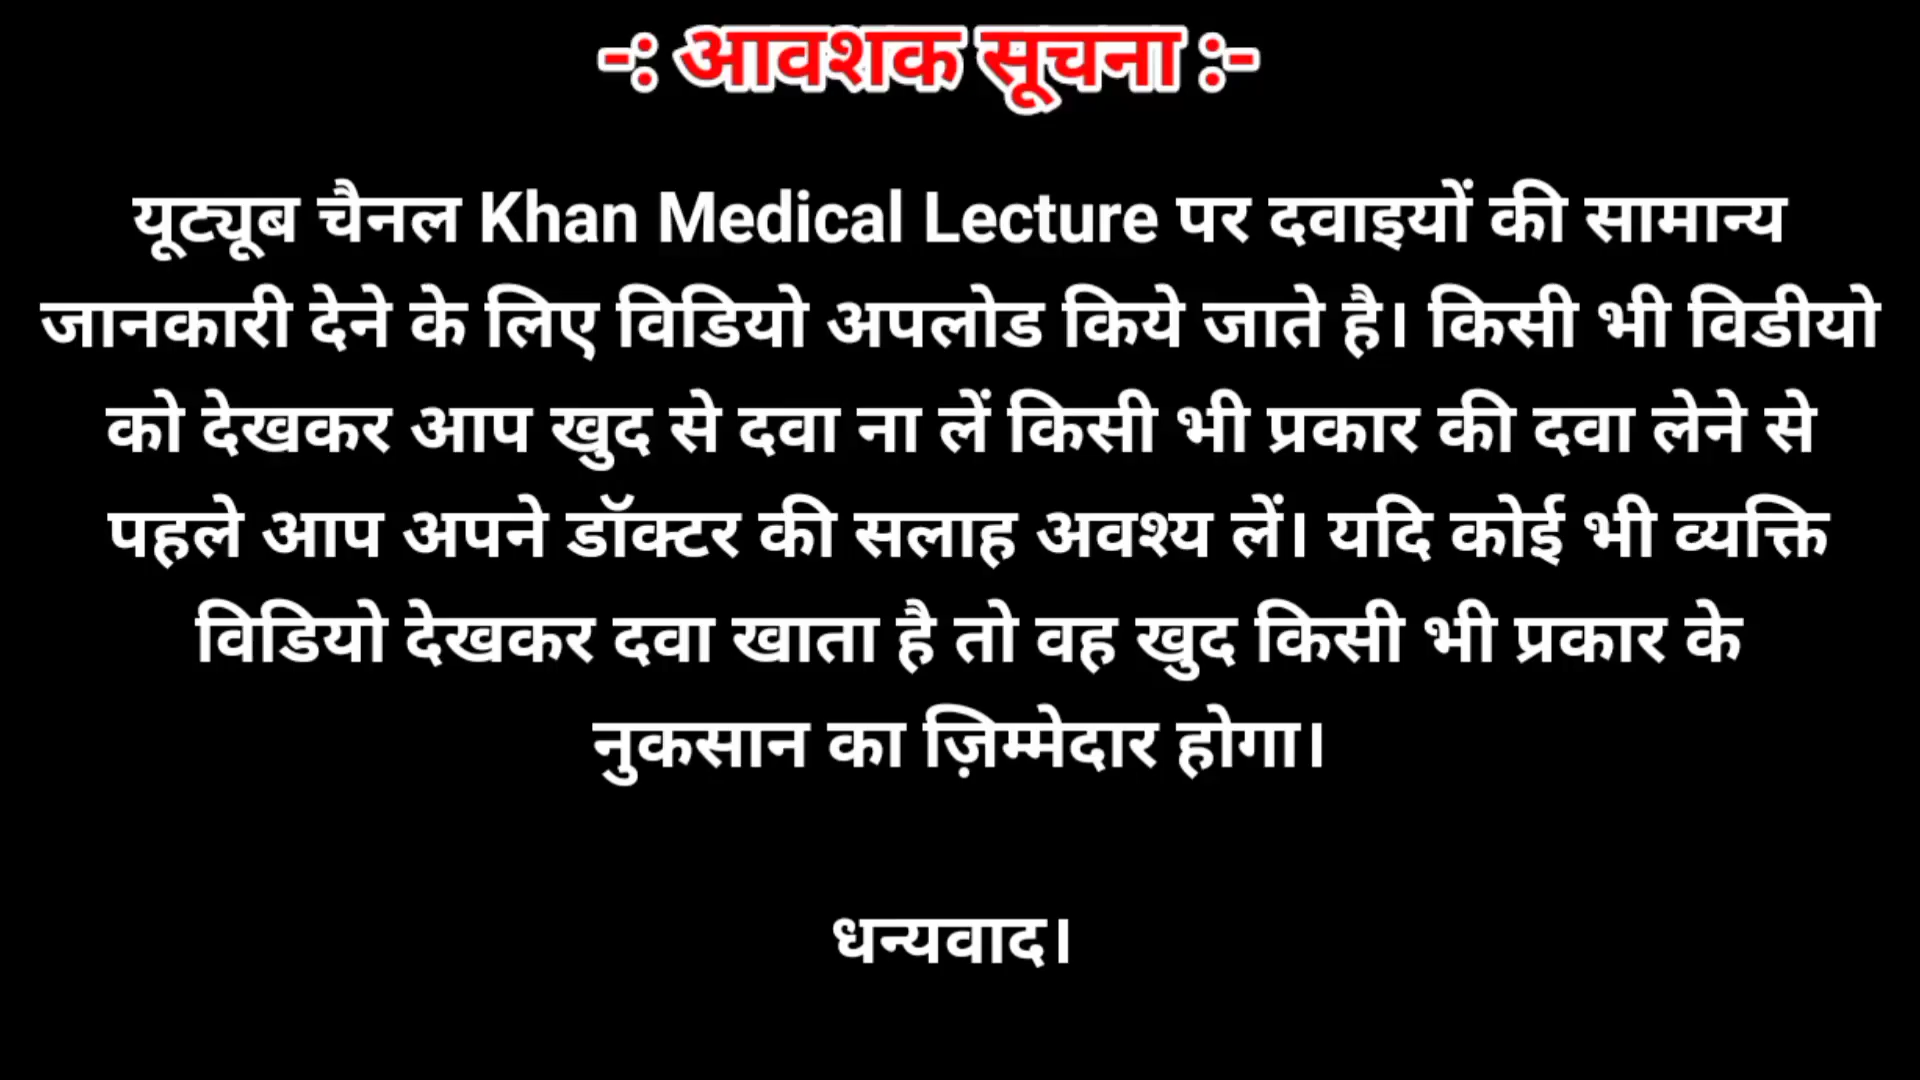 -: आवशक सूचना :-
यूट्यूब चैनल Khan Medical Lecture पर दवाइयों की सामान्य
जानकारी देने के लिए विडियो अपलोड किये जाते है। किसी भी विडीयो
को देखकर आप खुद से दवा ना लें किसी भी प्रकार की दवा लेने से
पहले आप अपने डॉक्टर की सलाह अवश्य लें। यदि कोई भी व्यक्ति
विडियो देखकर दवा खाता है तो वह खुद किसी भी प्रकार के
नुकसान का ज़िम्मेदार होगा।
धन्यवाद।